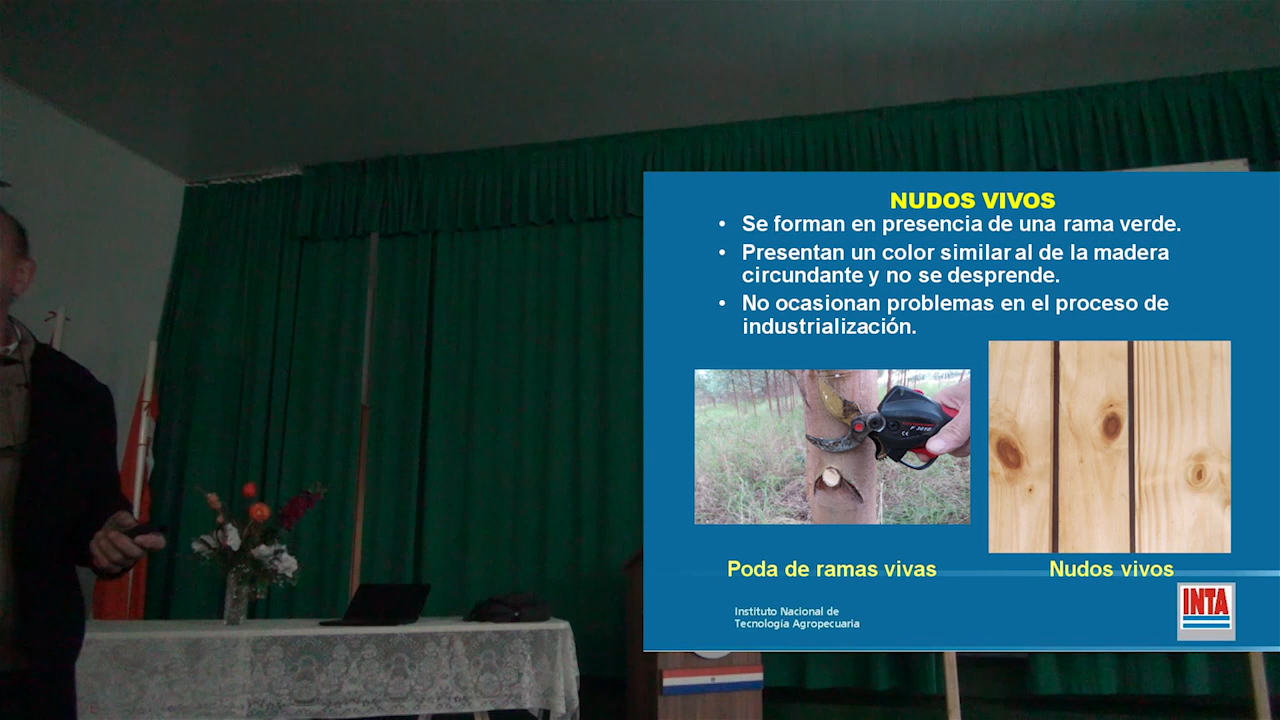 NUDOS VIVOS
• Se forman en presencia de una rama verde.
• Presentan un color similar al de la madera
circundante y no se desprende.
• No ocasionan problemas en el proceso de
industrialización.
F 3010
Poda de ramas vivas
Nudos vivos
Instituto Nacional de
Tecnología Agropecuaria
INTA